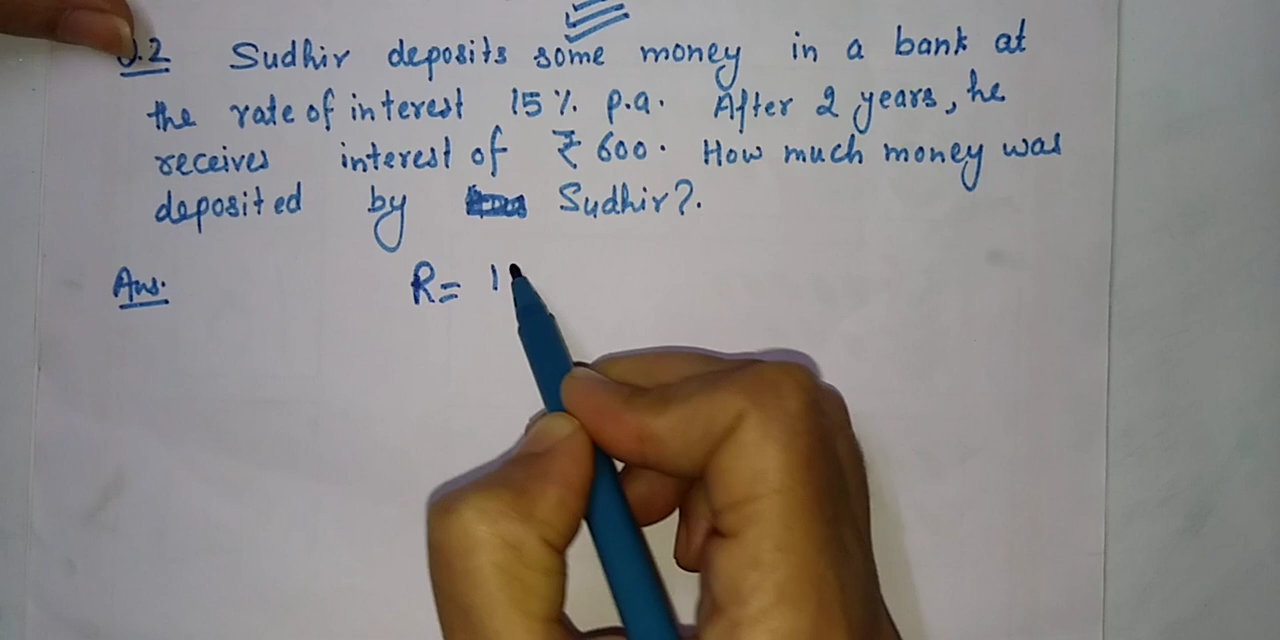 Q.2 Sudhir deposits some money in a bank at
the rate of interest 15 %. p.a. After 2 years, he
receives interest of ₹ 600. How much money was
deposited by Sudhir?.
Ans. R= 1